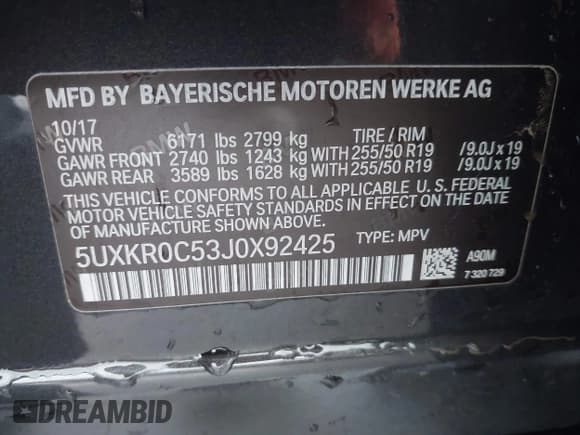 MFD BY BAYERISCHE MOTOREN WERKE AG
10/17
GVWR 6171 lbs 2799 kg TIRE / RIM
GAWR FRONT 2740 lbs 1243 kg WITH 255/50 R19 /9.0J x 19
GAWR REAR 3589 lbs 1628 kg WITH 255/50 R19 /9.0J x 19
THIS VEHICLE CONFORMS TO ALL APPLICABLE U. S. FEDERAL
MOTOR VEHICLE SAFETY STANDARDS IN EFFECT ON THE DATE
OF MANUFACTURE SHOWN ABOVE.
5UXKR0C53J0X92425 TYPE: MPV
A90M
7 320 729
DREAMBID